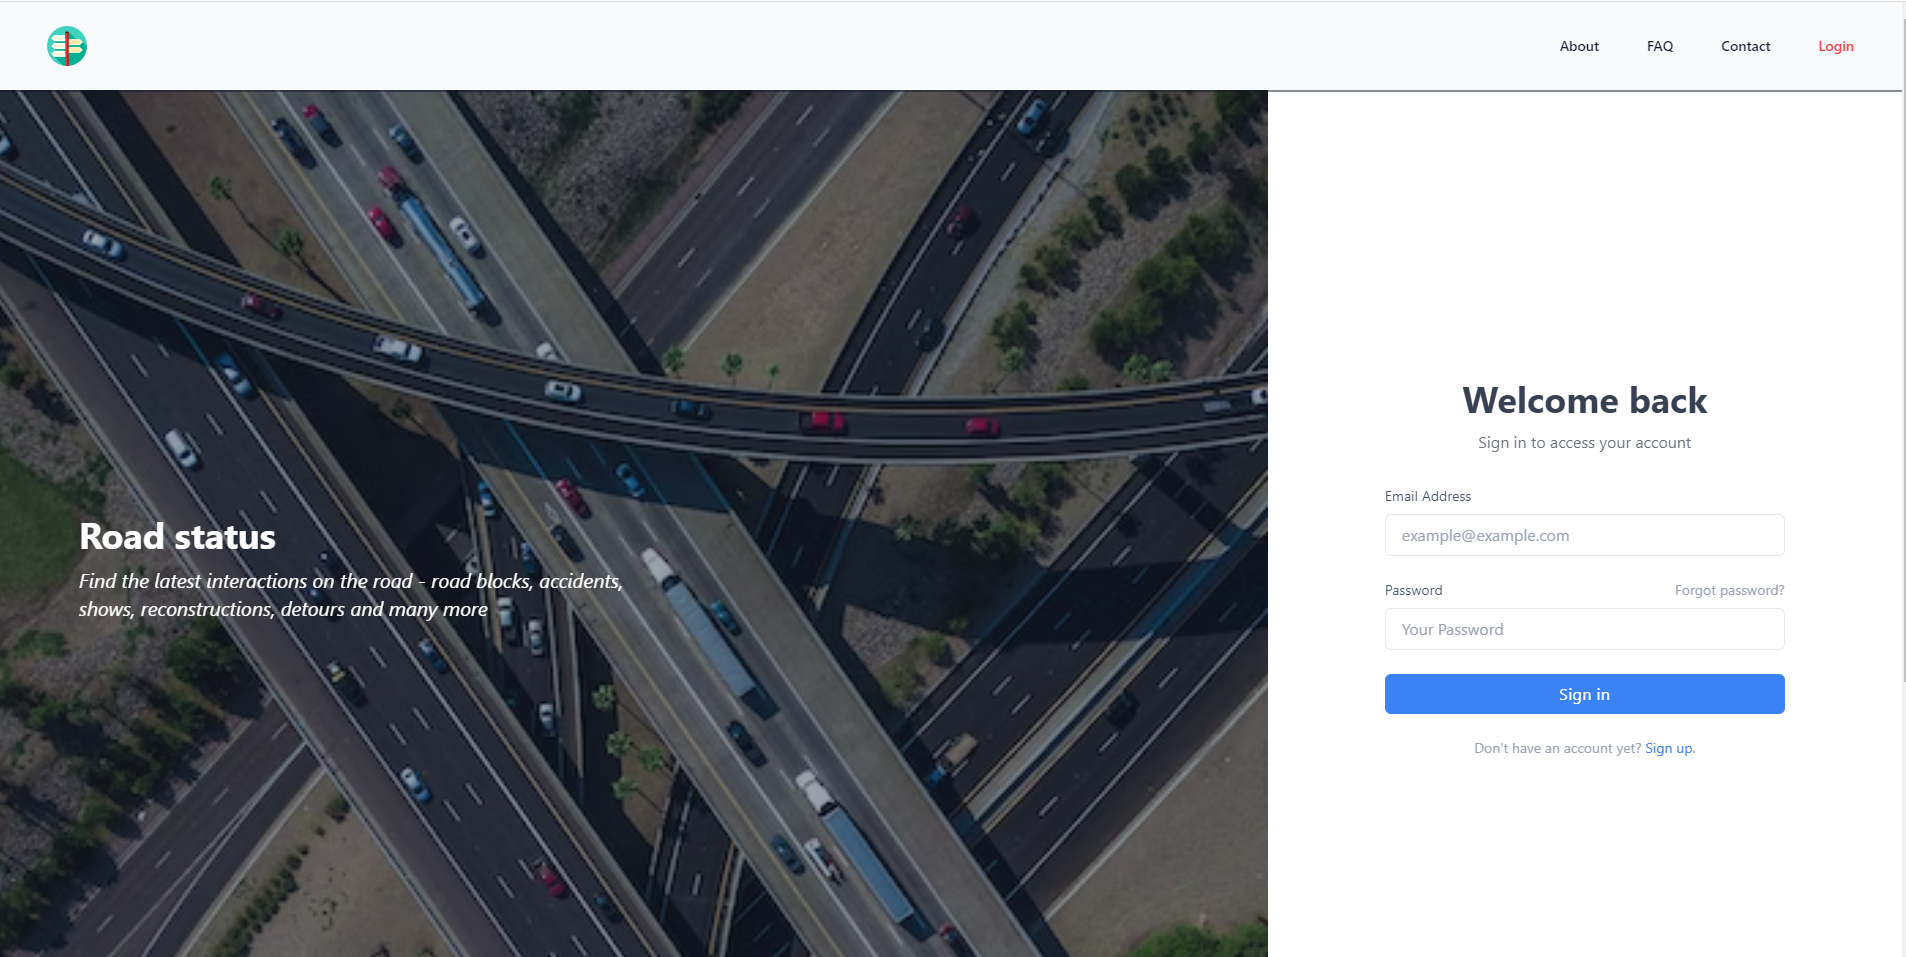 About
FAQ
Contact
Login
Road status
Find the latest interactions on the road - road blocks, accidents,
shows, reconstructions, detours and many more
Welcome back
Sign in to access your account
Email Address
example@example.com
Password
Forgot password?
Your Password
Sign in
Don't have an account yet? Sign up.